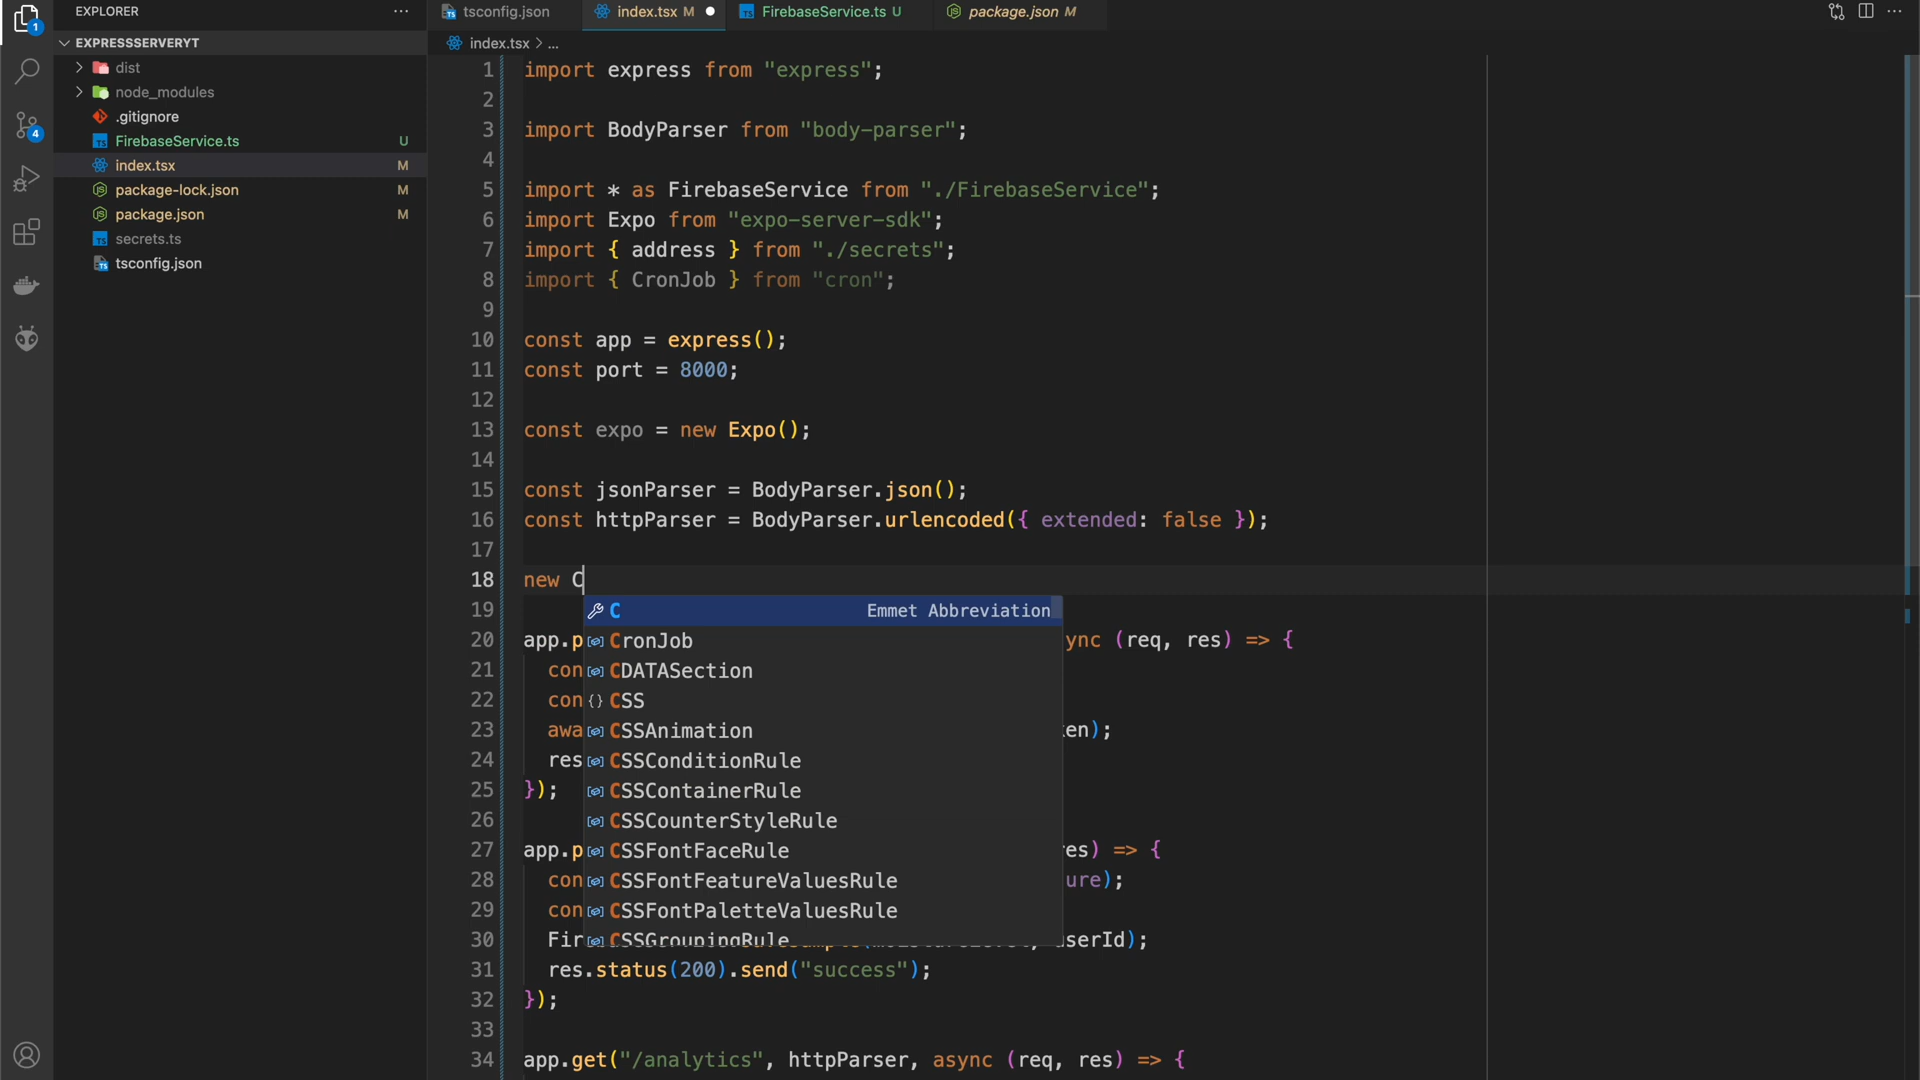 EXPLORER
EXPRESSSERVERYT
dist
node_modules
.gitignore
FirebaseService.ts U
index.tsx M
package-lock.json M
package.json M
secrets.ts
tsconfig.json
1
4
tsconfig.json
index.tsx M
FirebaseService.ts U
package.json M
index.tsx > ...
1 import express from "express";
2
3 import BodyParser from "body-parser";
4
5 import * as FirebaseService from "./FirebaseService";
6 import Expo from "expo-server-sdk";
7 import { address } from "./secrets";
8 import { CronJob } from "cron";
9
10 const app = express();
11 const port = 8000;
12
13 const expo = new Expo();
14
15 const jsonParser = BodyParser.json();
16 const httpParser = BodyParser.urlencoded({ extended: false });
17
18 new C
19
20 app.p ync (req, res) => {
21 con
22 con
23 awa en);
24 res
25 });
26
27 app.p es) => {
28 con ure);
29 con
30 Fir serId);
31 res.status(200).send("success");
32 });
33
34 app.get("/analytics", httpParser, async (req, res) => {
C Emmet Abbreviation
CronJob
CDATASection
CSS
CSSAnimation
CSSConditionRule
CSSContainerRule
CSSCounterStyleRule
CSSFontFaceRule
CSSFontFeatureValuesRule
CSSFontPaletteValuesRule
CSSGroupingRule